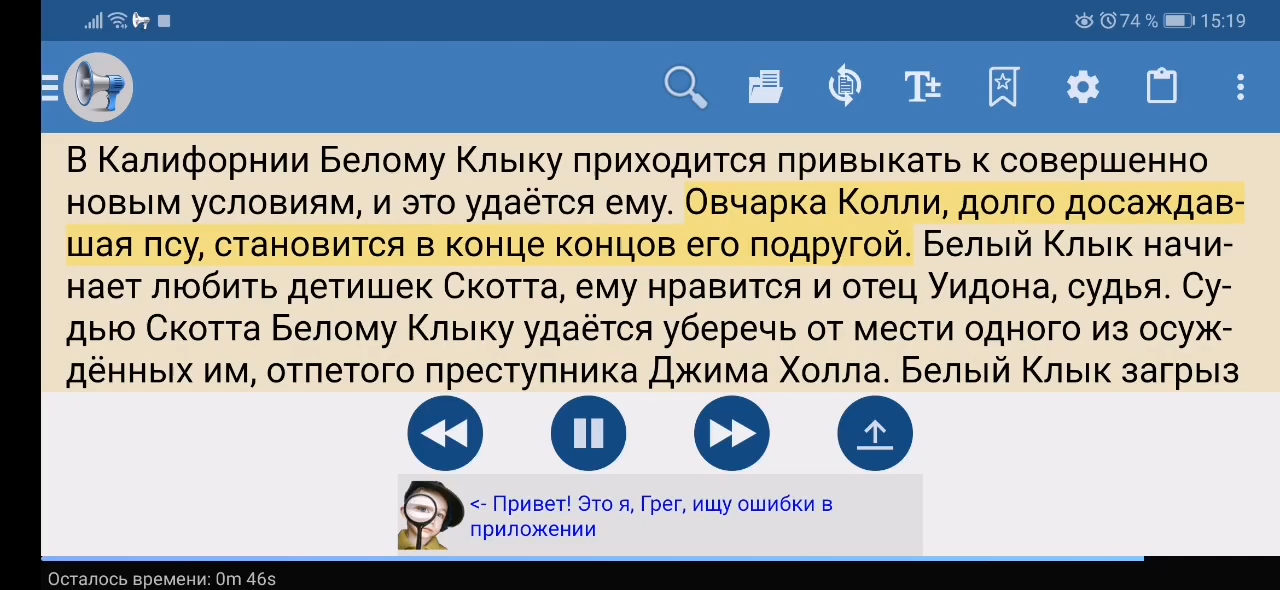 74 % 15:19
В Калифорнии Белому Клыку приходится привыкать к совершенно
новым условиям, и это удаётся ему. Овчарка Колли, долго досаждав-
шая псу, становится в конце концов его подругой. Белый Клык начи-
нает любить детишек Скотта, ему нравится и отец Уидона, судья. Су-
дью Скотта Белому Клыку удаётся уберечь от мести одного из осуж-
дённых им, отпетого преступника Джима Холла. Белый Клык загрыз
<- Привет! Это я, Грег, ищу ошибки в
приложении
Осталось времени: 0m 46s